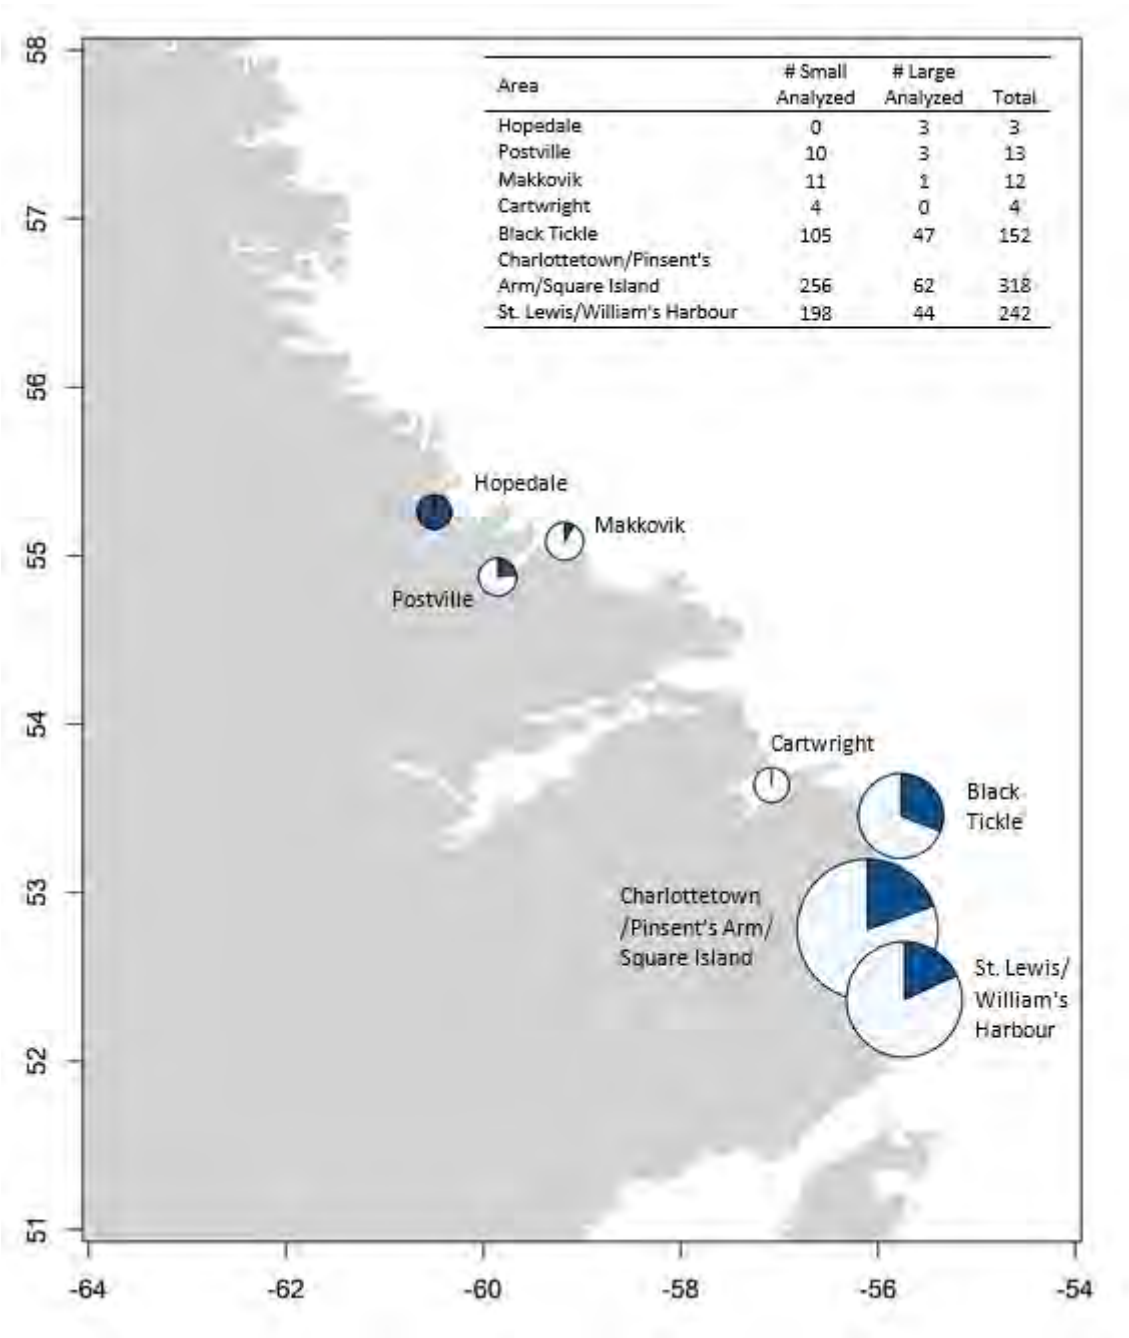 58
57
56
55
54
53
52
51
-64 -62 -60 -58 -56 -54
Area # Small Analyzed # Large Analyzed Total
Hopedale 0 3 3
Postville 10 3 13
Makkovik 11 1 12
Cartwright 4 0 4
Black Tickle 105 47 152
Charlottetown/Pinsent's
Arm/Square Island 256 62 318
St. Lewis/William's Harbour 198 44 242
Hopedale
Makkovik
Postville
Cartwright
Black
Tickle
Charlottetown
/Pinsent's Arm/
Square Island
St. Lewis/
William's
Harbour